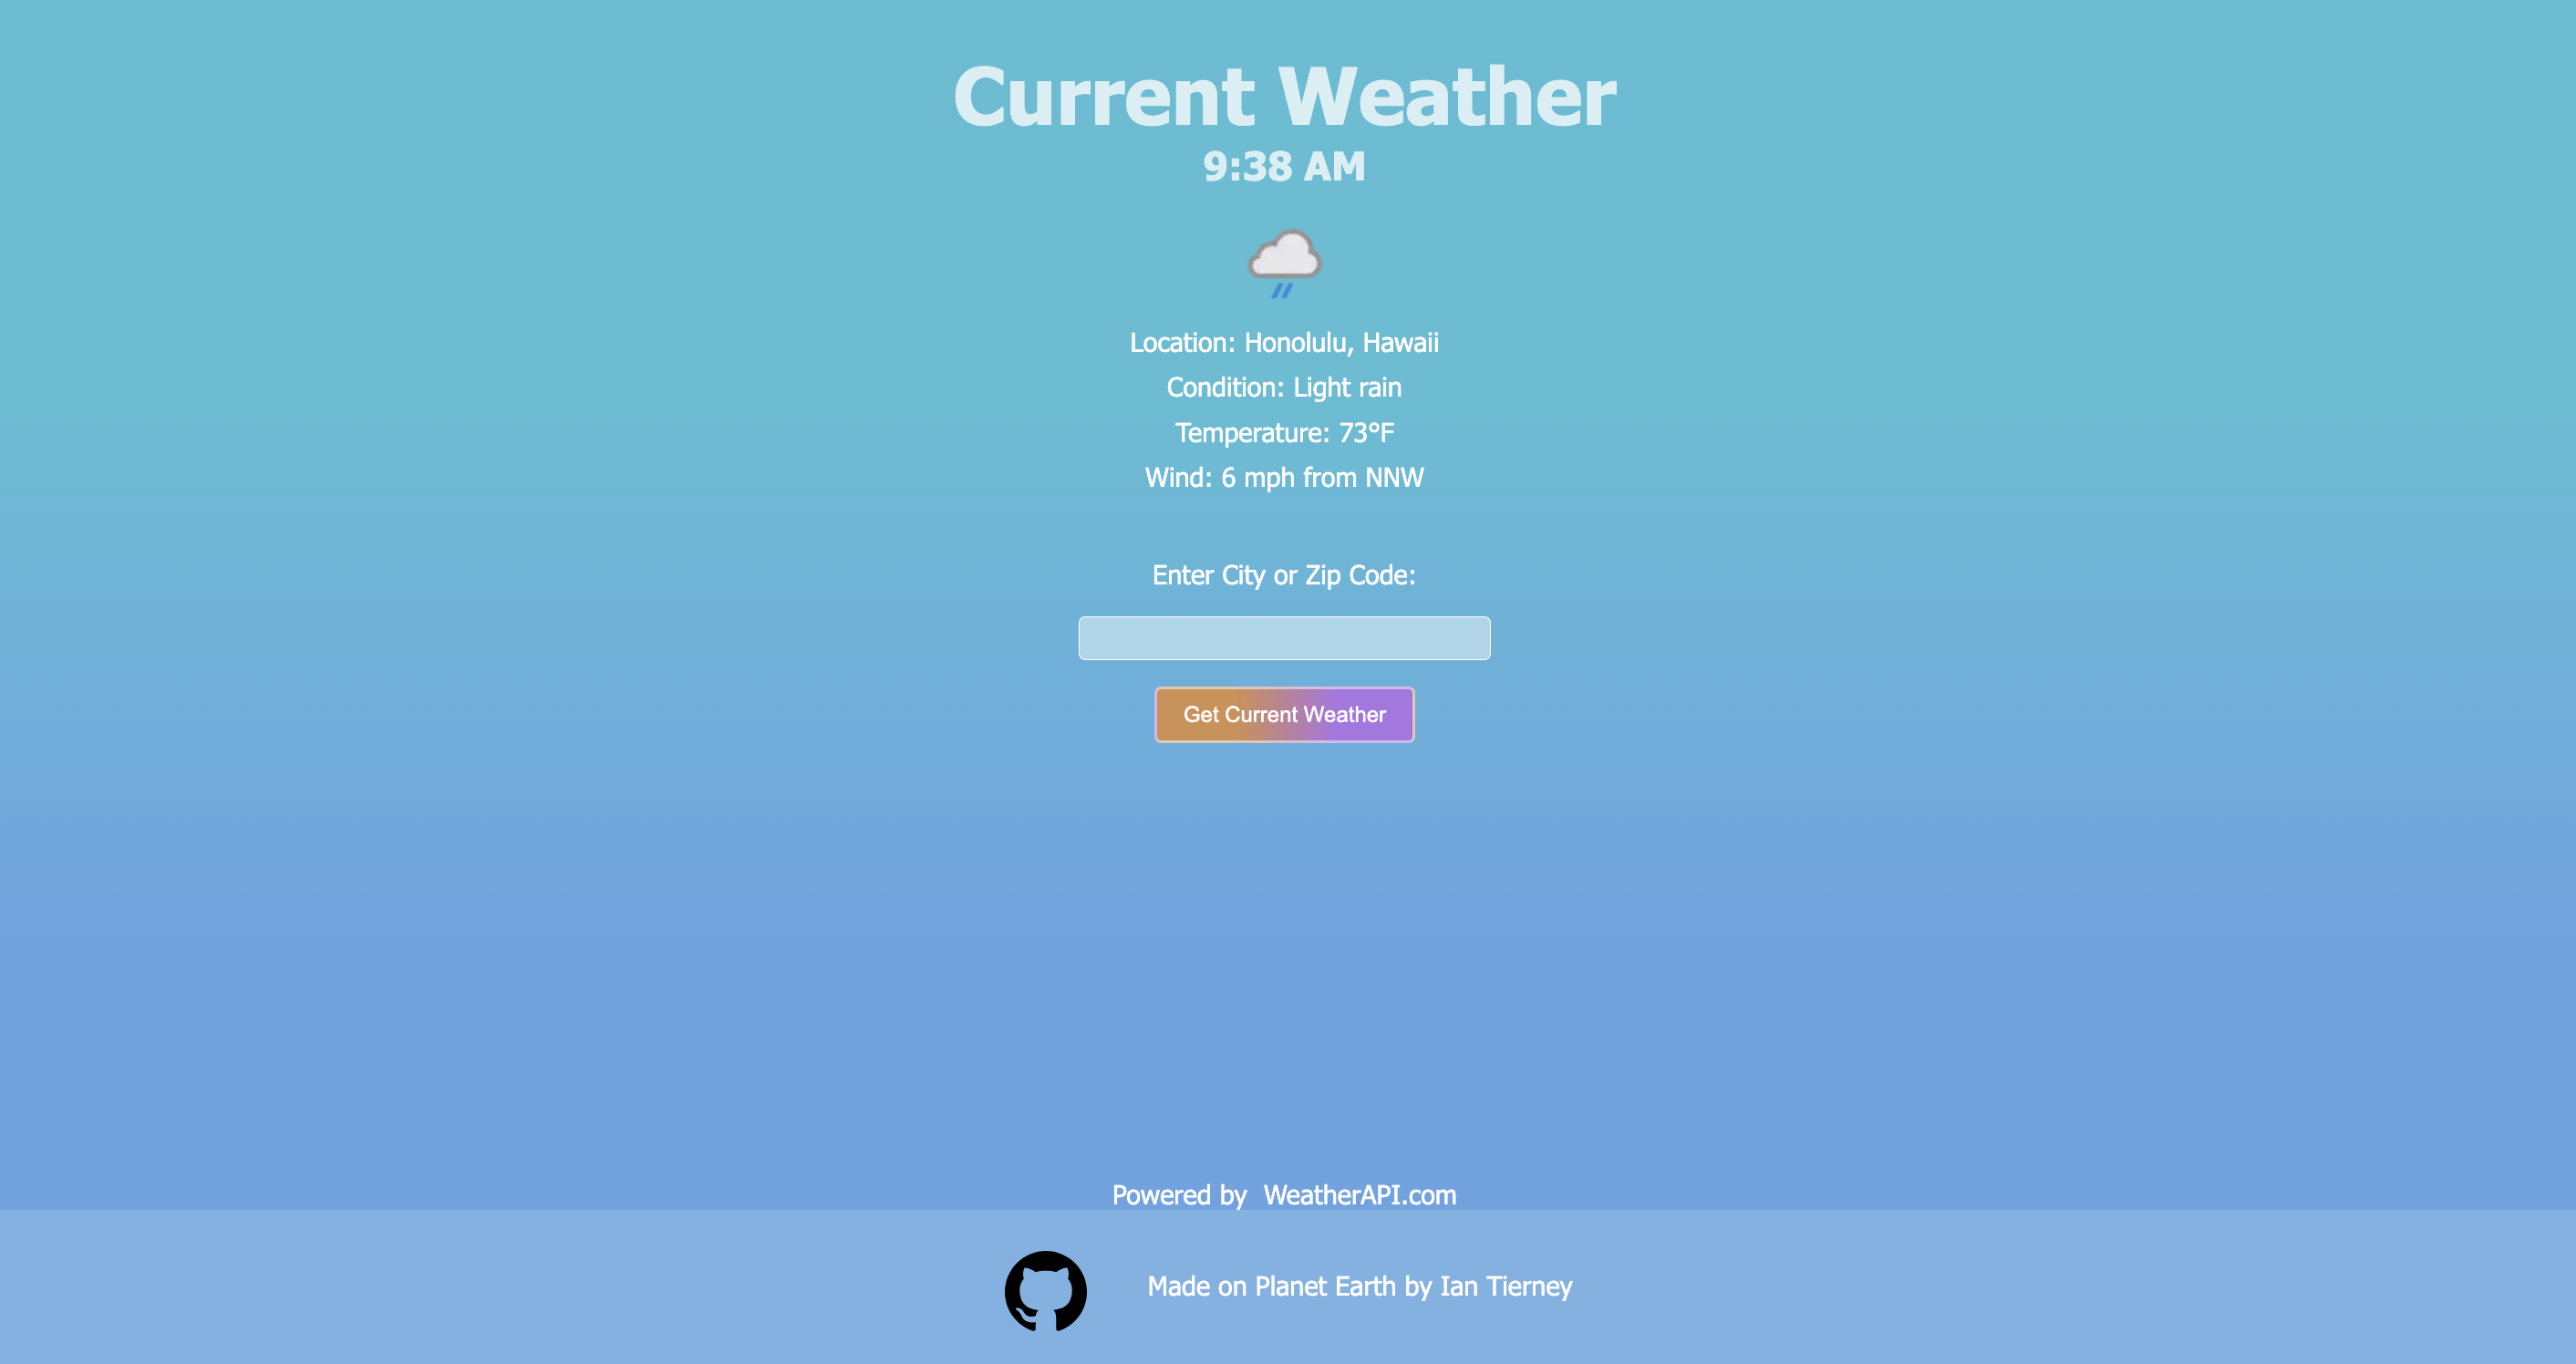 Current Weather
9:38 AM
Location: Honolulu, Hawaii
Condition: Light rain
Temperature: 73°F
Wind: 6 mph from NNW
Enter City or Zip Code:
Get Current Weather
Powered by WeatherAPI.com
Made on Planet Earth by Ian Tierney